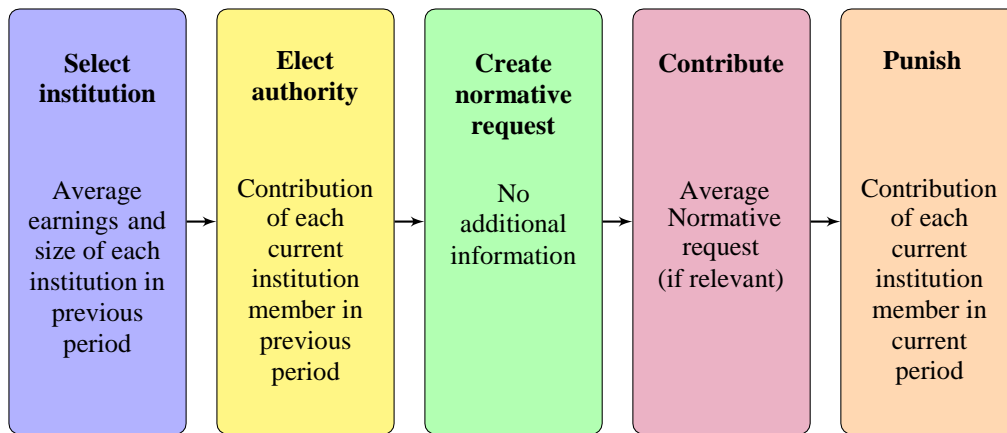 Select
institution
Average
earnings and
size of each
institution in
previous
period
Elect
authority
Contribution
of each
current
institution
member in
previous
period
Create
normative
request
No
additional
information
Contribute
Average
Normative
request
(if relevant)
Punish
Contribution
of each
current
institution
member in
current
period